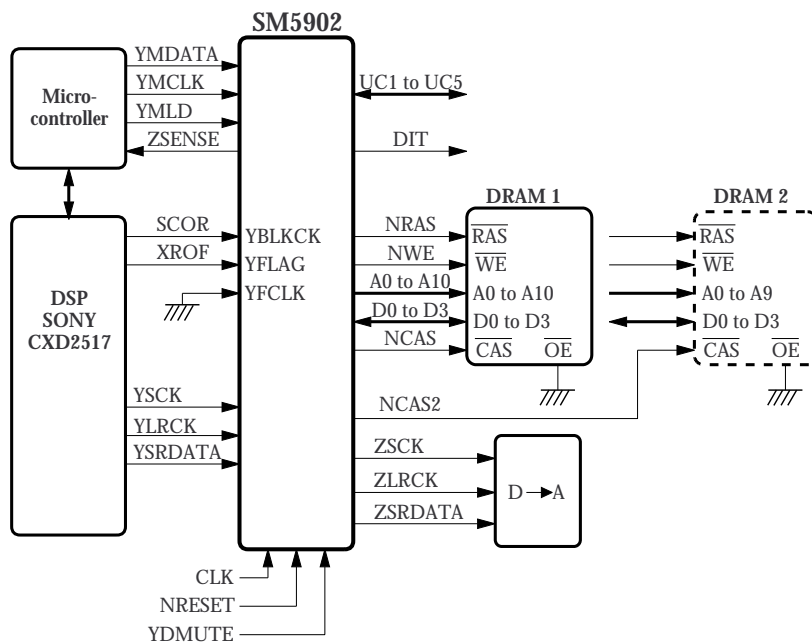 SM5902
YMDATA
YMCLK
YMLD
ZSENSE
Micro-
controller
UC1 to UC5
DIT
DRAM 1
DRAM 2
SCOR
XROF
YBLKCK
YFLAG
YFCLK
NRAS
NWE
A0 to A10
D0 to D3
NCAS
RAS
WE
A0 to A10
D0 to D3
CAS OE
RAS
WE
A0 to A9
D0 to D3
CAS OE
DSP
SONY
CXD2517
YSCK
YLRCK
YSRDATA
NCAS2
ZSCK
ZLRCK
ZSRDATA
D A
CLK
NRESET
YDMUTE